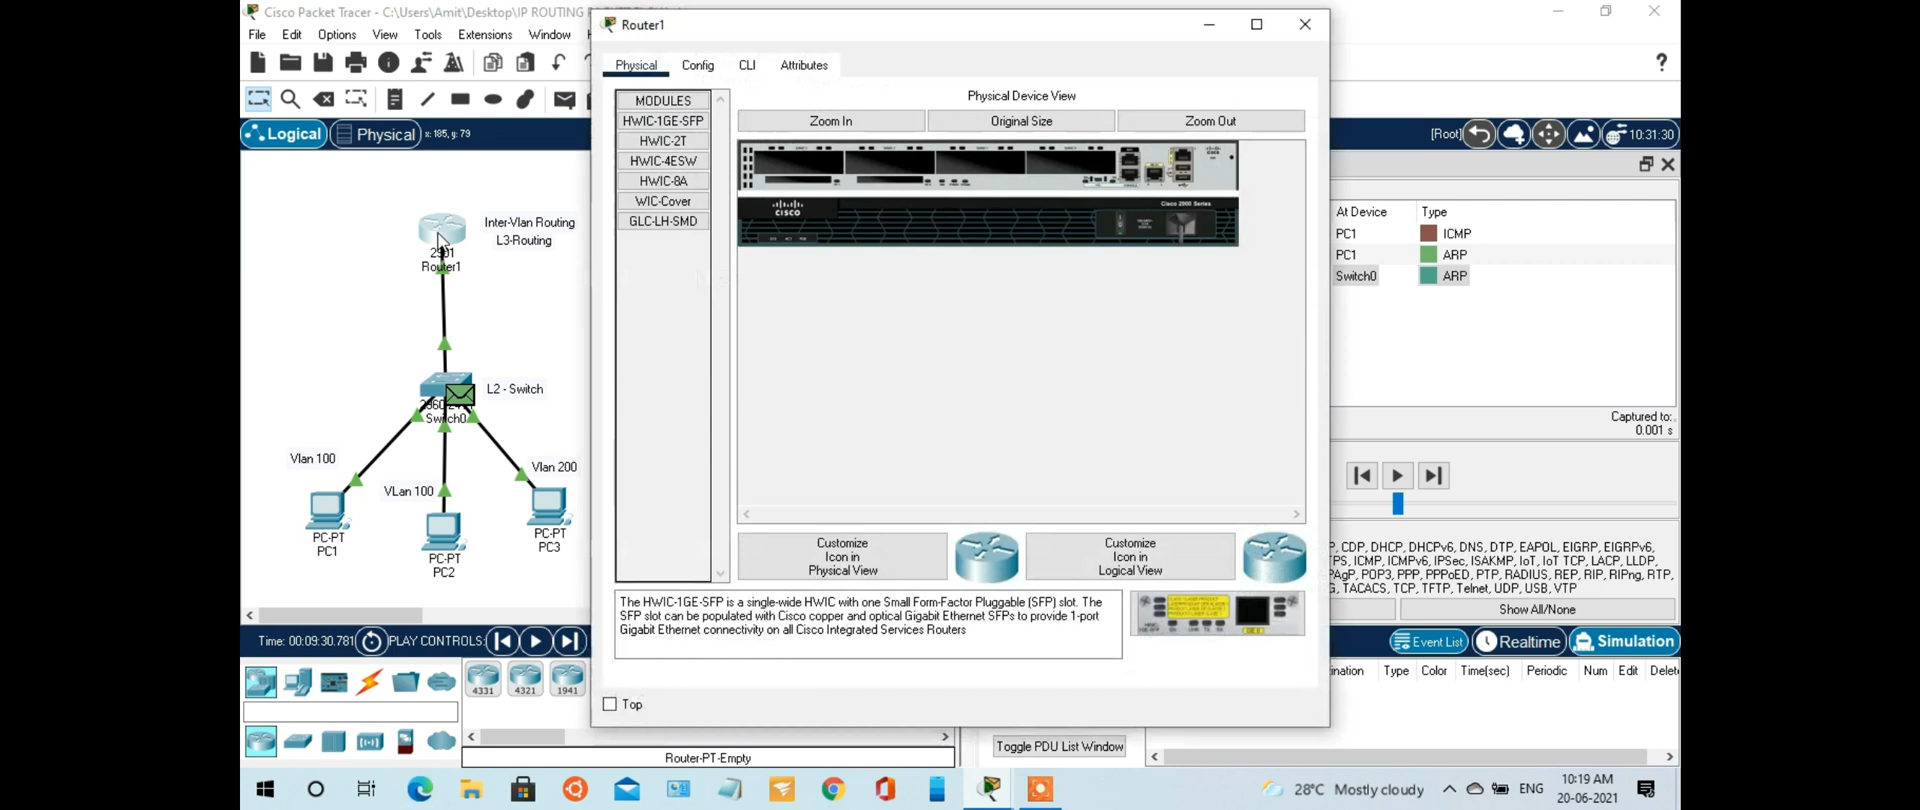 Cisco Packet Tracer - C:\Users\Amit\Desktop\IP ROUTING
File Edit Options View Tools Extensions Window
Logical
Physical
x: 185, y: 79
[Root]
10:31:30
Inter-Vlan Routing
L3-Routing
2901
Router1
L2 - Switch
Switch0
Vlan 100
VLan 100
Vlan 200
PC-PT
PC1
PC-PT
PC2
PC-PT
PC3
Router1
Physical Config CLI Attributes
MODULES
HWIC-1GE-SFP
HWIC-2T
HWIC-4ESW
HWIC-8A
WIC-Cover
GLC-LH-SMD
Physical Device View
Zoom In
Original Size
Zoom Out
CISCO
Cisco 2900 Series
Customize
Icon in
Physical View
Customize
Icon in
Logical View
The HWIC-1GE-SFP is a single-wide HWIC with one Small Form-Factor Pluggable (SFP) slot. The
SFP slot can be populated with Cisco copper and optical Gigabit Ethernet SFPs to provide 1-port
Gigabit Ethernet connectivity on all Cisco Integrated Services Routers
Top
At Device Type
PC1 ICMP
PC1 ARP
Switch0 ARP
Captured to:
0.001 s
P, CDP, DHCP, DHCPv6, DNS, DTP, EAPOL, EIGRP, EIGRPv6,
TPS, ICMP, ICMPv6, IPSec, ISAKMP, IoT, IoT TCP, LACP, LLDP,
PAgP, POP3, PPP, PPPoED, PTP, RADIUS, REP, RIP, RIPng, RTP,
G, TACACS, TCP, TFTP, Telnet, UDP, USB, VTP
Show All/None
Event List
Realtime
Simulation
Time: 00:09:30.781
PLAY CONTROLS:
4331
4321
1941
Router-PT-Empty
Toggle PDU List Window
ination Type Color Time(sec) Periodic Num Edit Delet
28°C Mostly cloudy
ENG
10:19 AM
20-06-2021